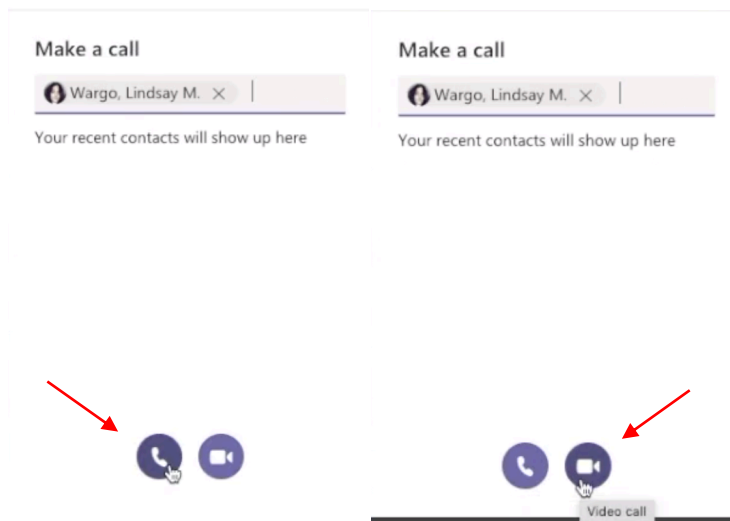 Make a call
Wargo, Lindsay M.
Your recent contacts will show up here
Make a call
Wargo, Lindsay M.
Your recent contacts will show up here
Video call